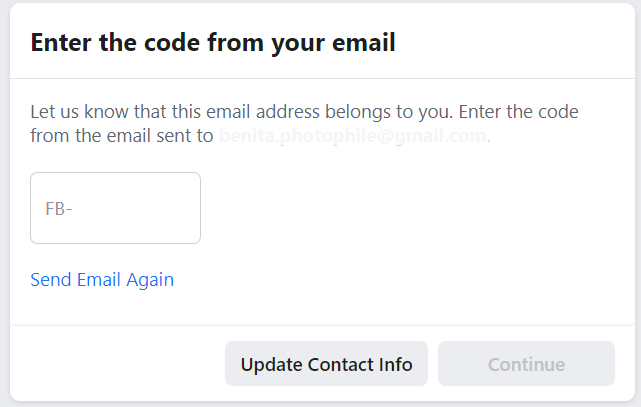 Enter the code from your email
Let us know that this email address belongs to you. Enter the code
from the email sent to benita.photophile@gmail.com.
FB-
Send Email Again
Update Contact Info
Continue